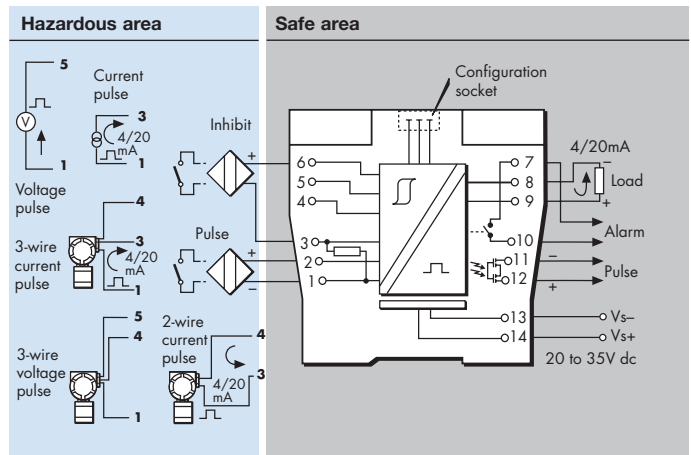 Hazardous area
Safe area
5
V
1
Voltage
pulse
Current
pulse
3
4/20
mA
1
Inhibit
+
Configuration
socket
6
5
4
3
2
1
7
8
9
10
11
12
13
14
4/20mA
−
Load
+
Alarm
−
Pulse
+
Vs−
Vs+
20 to 35V dc
4
3-wire
current
pulse
3
4/20
mA
1
Pulse
+
−
5
4
3-wire
voltage
pulse
1
2-wire
current
pulse
4
4/20
mA
3